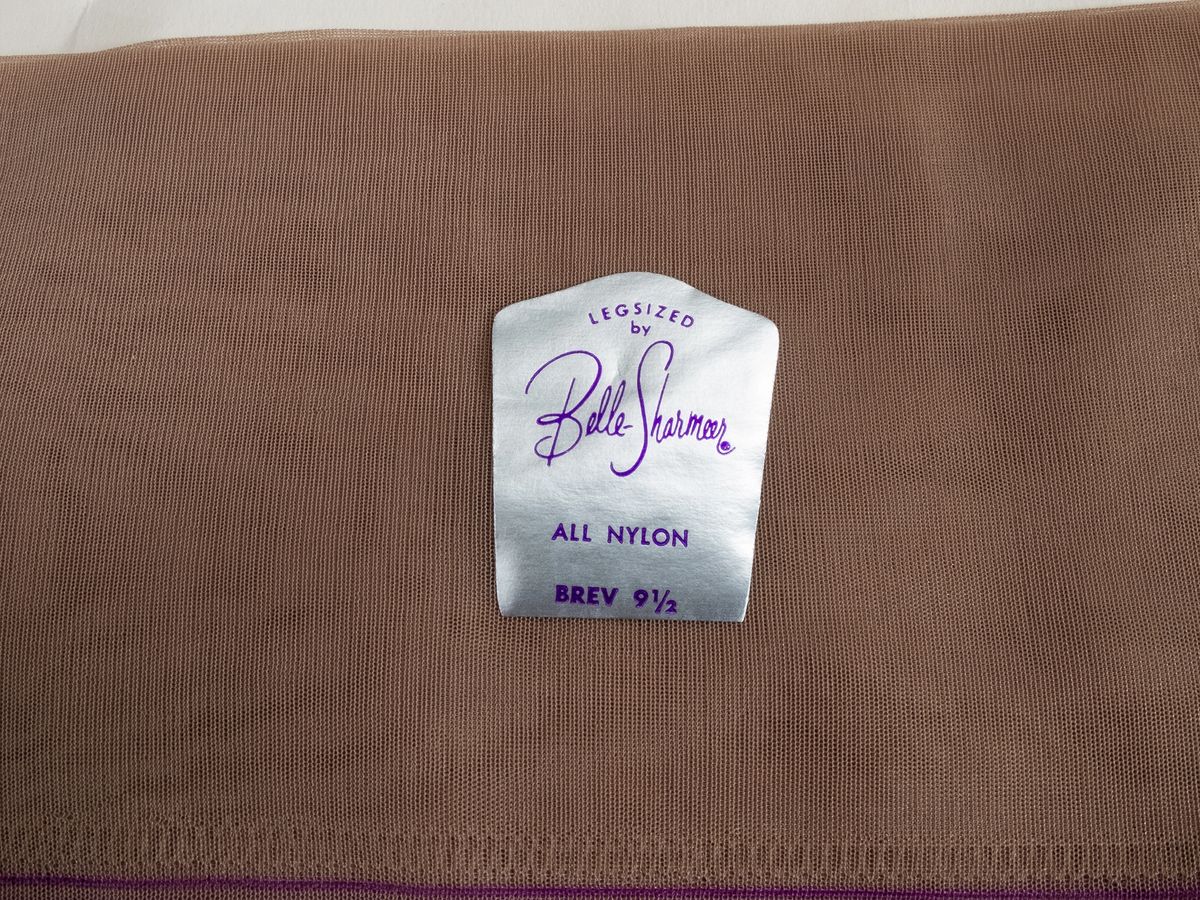 LEGSIZED
by
Belle-Sharmeer®
ALL NYLON
BREV 9½